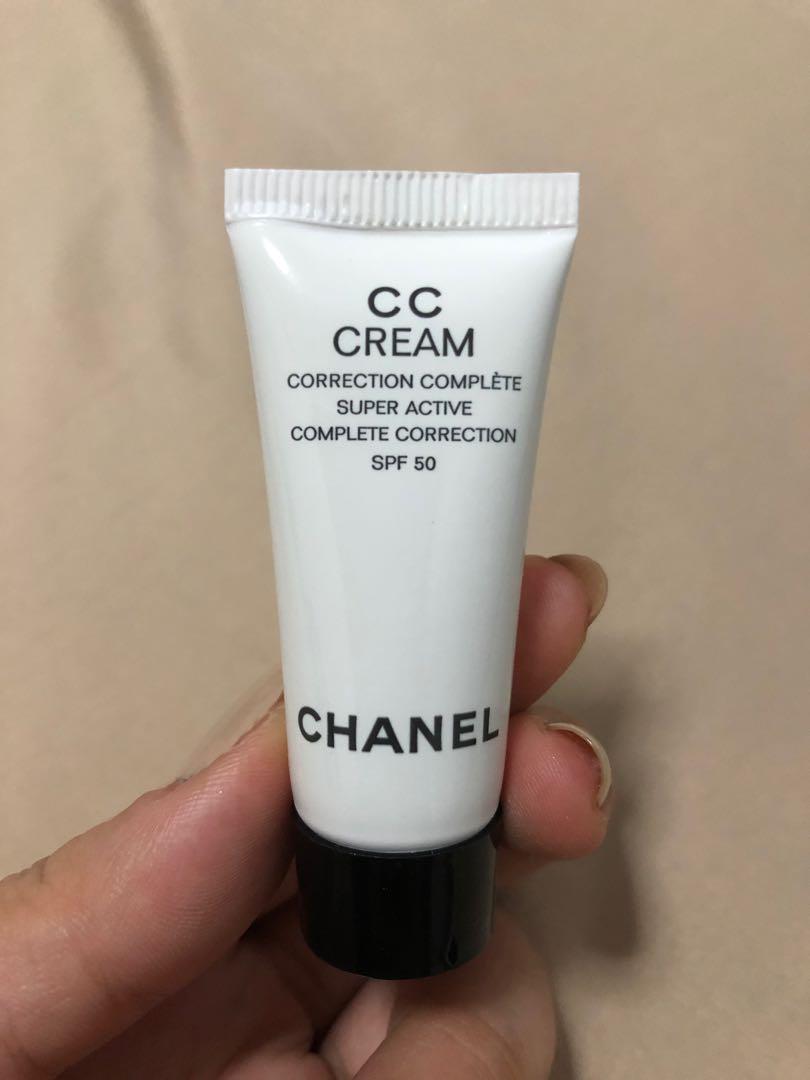 CC
CREAM
CORRECTION COMPLÈTE
SUPER ACTIVE
COMPLETE CORRECTION
SPF 50
CHANEL